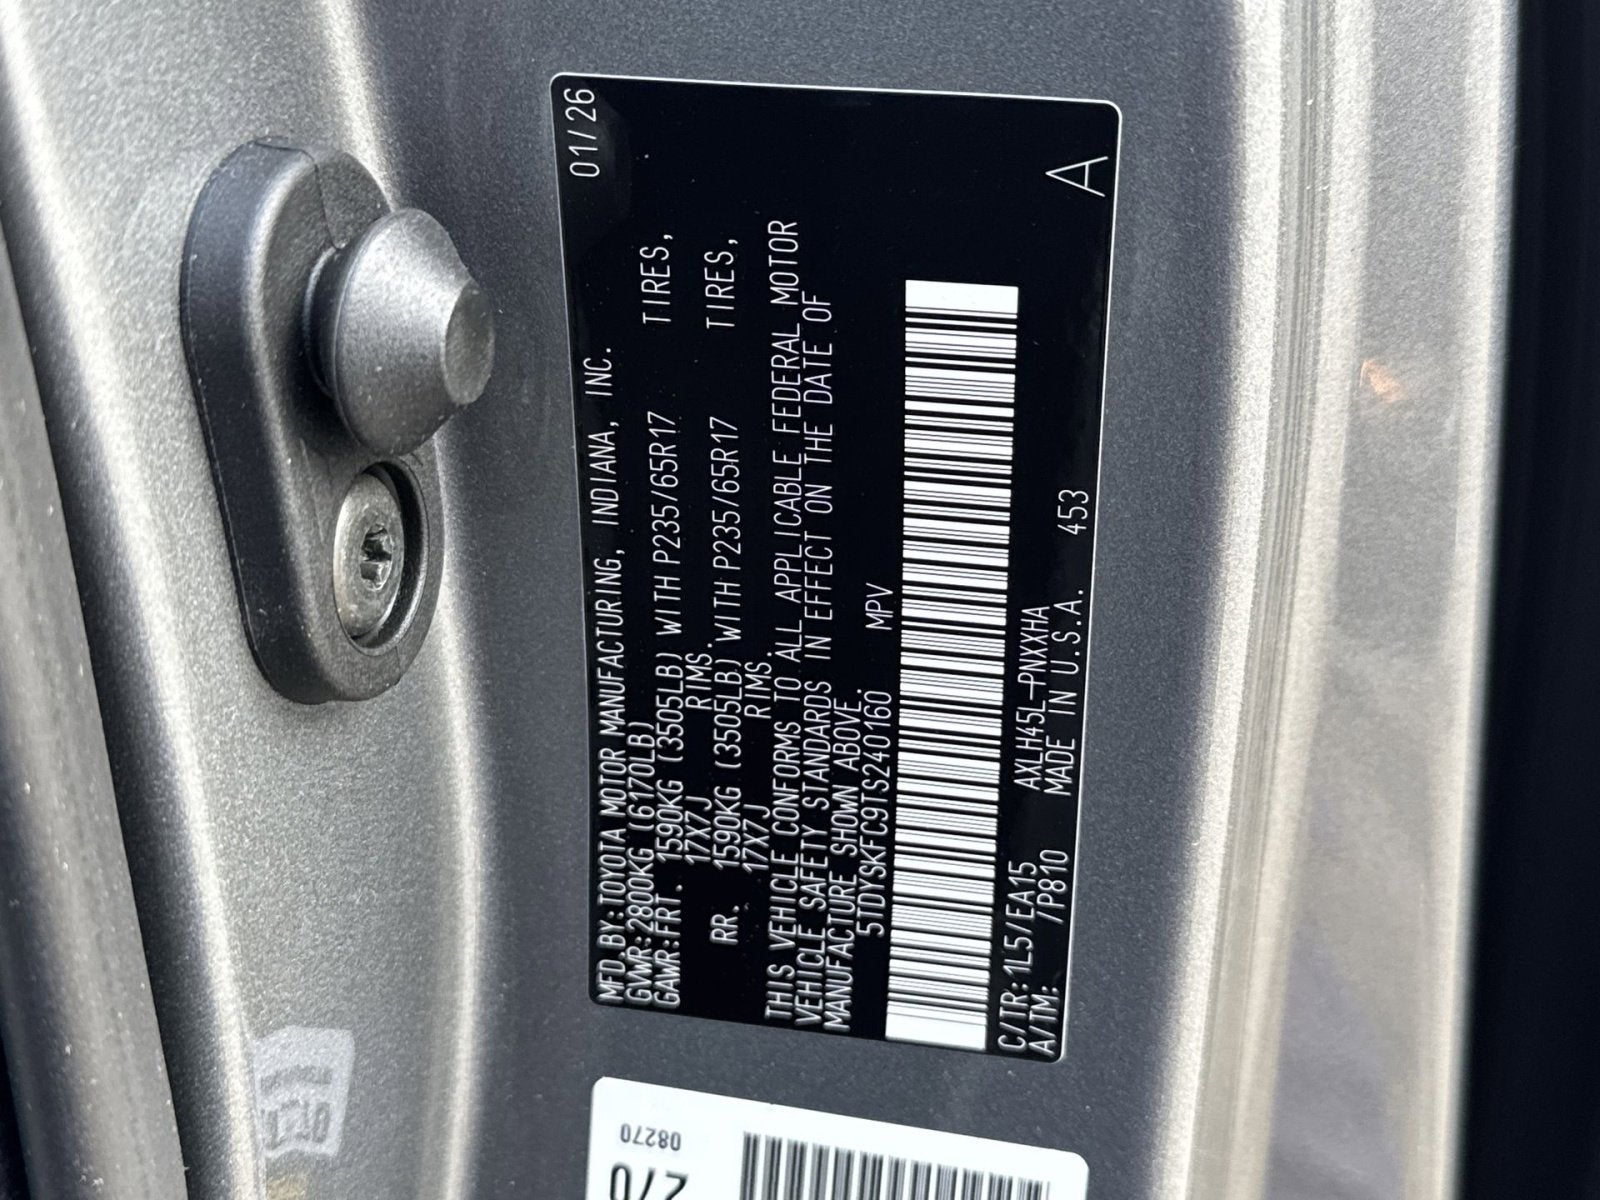 MFD.BY:TOYOTA MOTOR MANUFACTURING, INDIANA, INC. 01/26
GVWR:2800KG (6170LB)
GAWR:FRT. 1590KG (3505LB) WITH P235/65R17 TIRES,
17X7J RIMS.
RR. 1590KG (3505LB) WITH P235/65R17 TIRES,
17X7J RIMS.
THIS VEHICLE CONFORMS TO ALL APPLICABLE FEDERAL MOTOR
VEHICLE SAFETY STANDARDS IN EFFECT ON THE DATE OF
MANUFACTURE SHOWN ABOVE.
5TDYSKFC9TS240160 MPV
C/TR:1L5/EA15 AXLH45L-PNXXHA
A/TM: /P810 MADE IN U.S.A. 453
A
08270
270